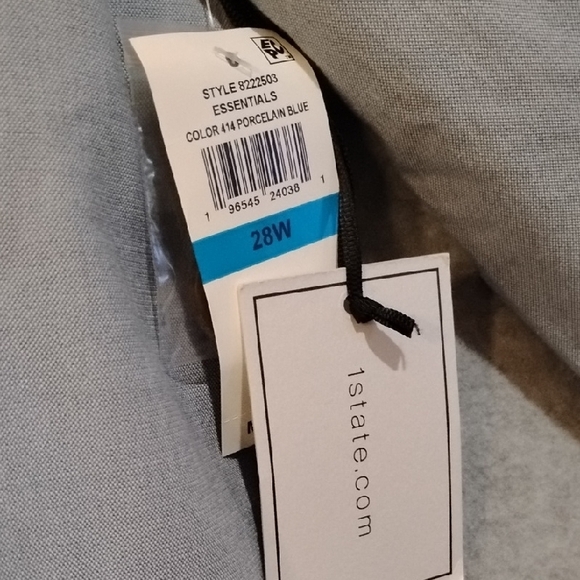 STYLE 8222503
ESSENTIALS
COLOR 414 PORCELAIN BLUE
1 96545 24038 1
28W
1state.com